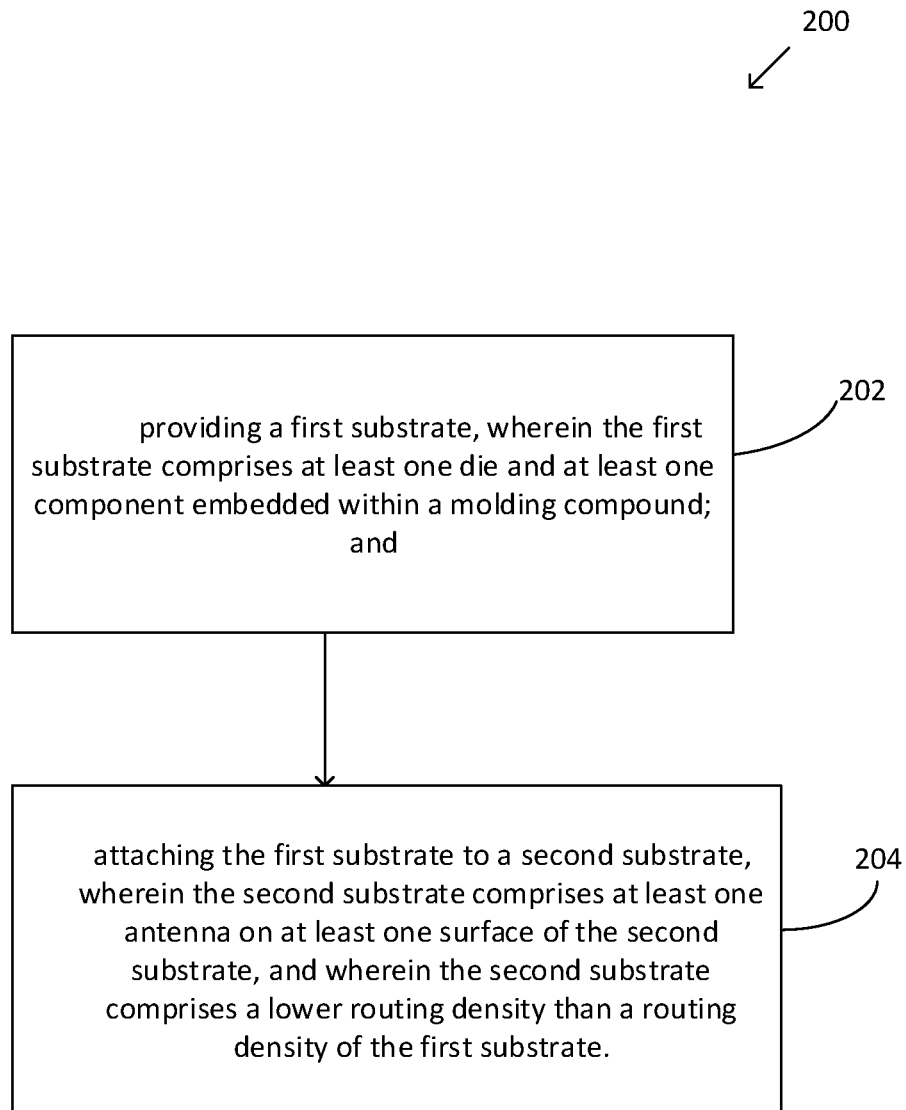 200
202
providing a first substrate, wherein the first
substrate comprises at least one die and at least one
component embedded within a molding compound;
and
204
attaching the first substrate to a second substrate,
wherein the second substrate comprises at least one
antenna on at least one surface of the second
substrate, and wherein the second substrate
comprises a lower routing density than a routing
density of the first substrate.